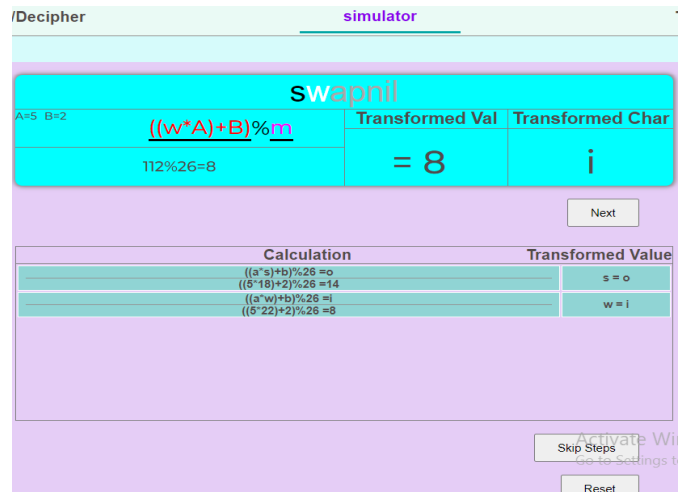 /Decipher simulator
swapnil
A=5 B=2
((w*A)+B)%m
112%26=8
Transformed Val Transformed Char
= 8 i
Next
Calculation Transformed Value
((a*s)+b)%26 =o
((5*18)+2)%26 =14
s = o
((a*w)+b)%26 =i
((5*22)+2)%26 =8
w = i
Activate Wi
Skip Steps
Go to Settings t
Reset